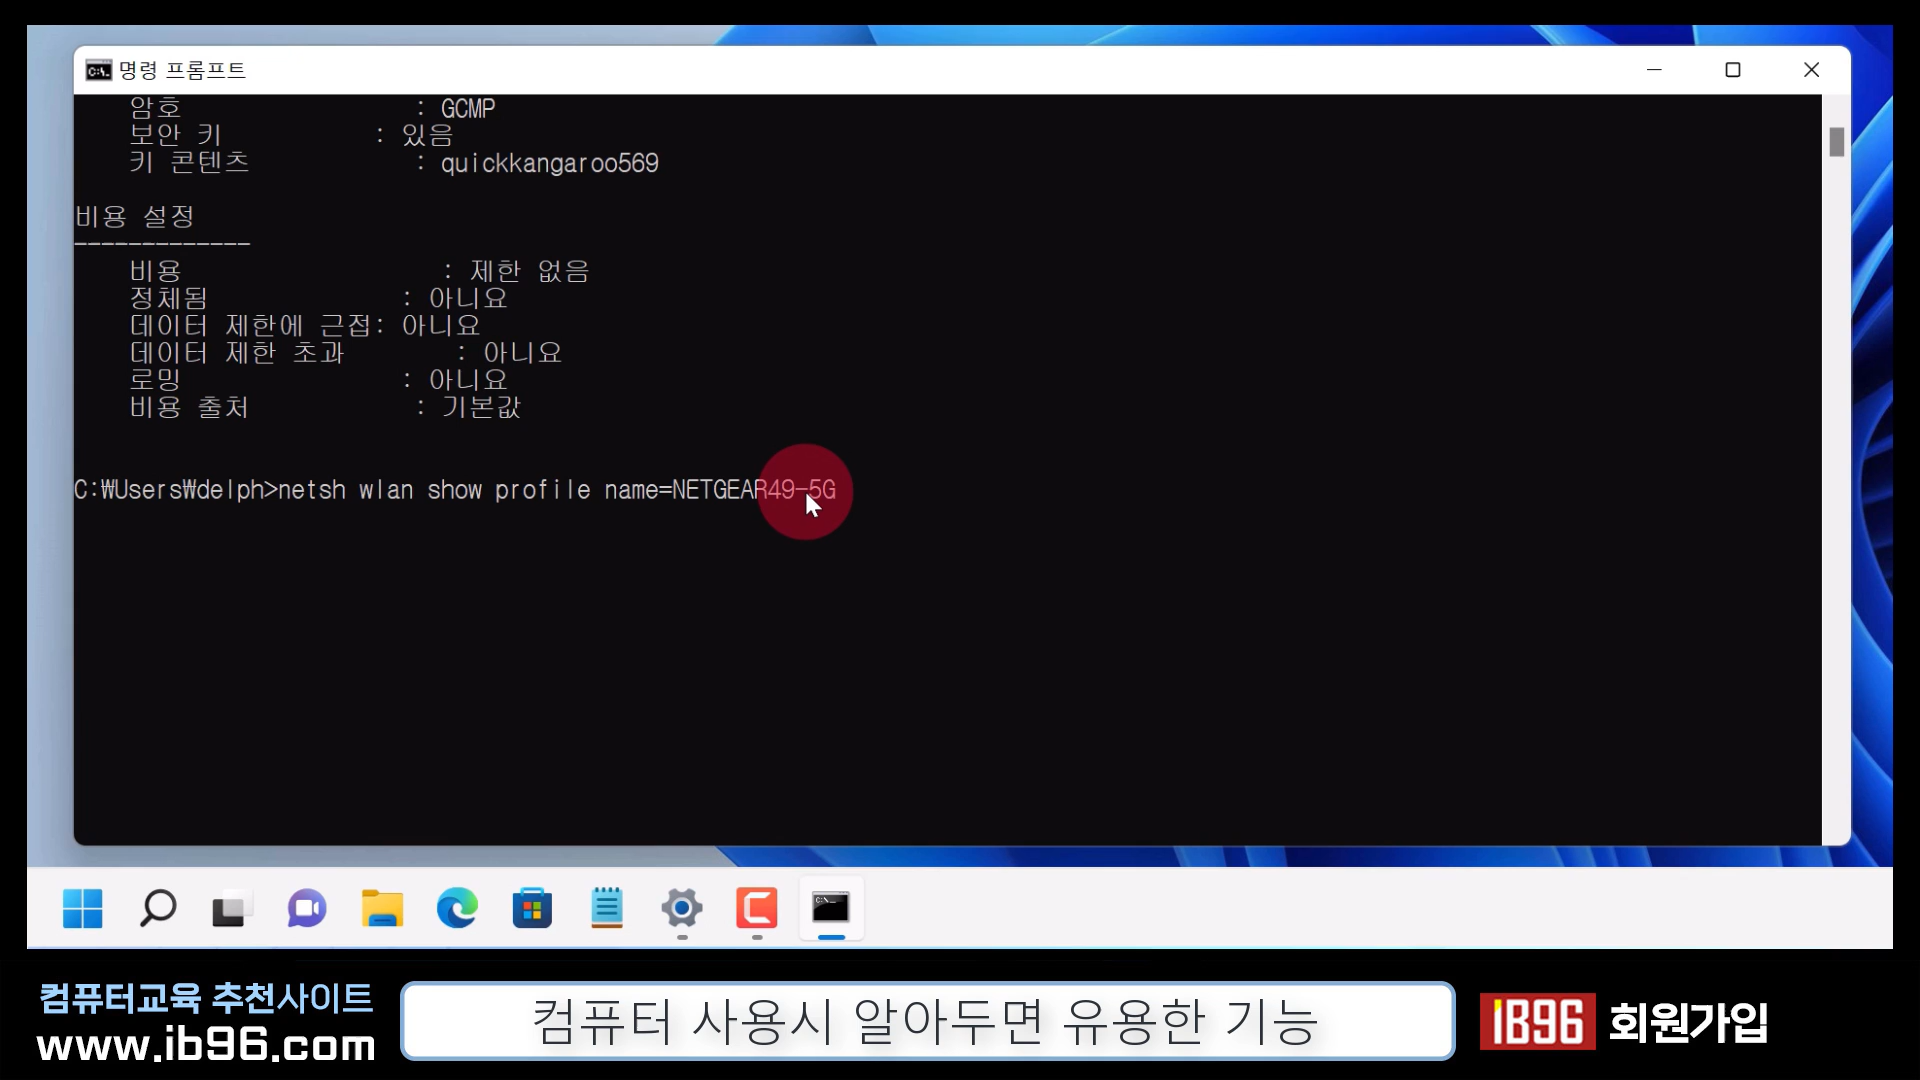 명령 프롬프트
암호 : GCMP
보안 키 : 있음
키 콘텐츠 : quickkangaroo569
비용 설정
-------------
비용 : 제한 없음
정체됨 : 아니요
데이터 제한에 근접: 아니요
데이터 제한 초과 : 아니요
로밍 : 아니요
비용 출처 : 기본값
C:₩Users₩delph>netsh wlan show profile name=NETGEAR49-5G
컴퓨터교육 추천사이트
www.ib96.com
컴퓨터 사용시 알아두면 유용한 기능
IB96 회원가입